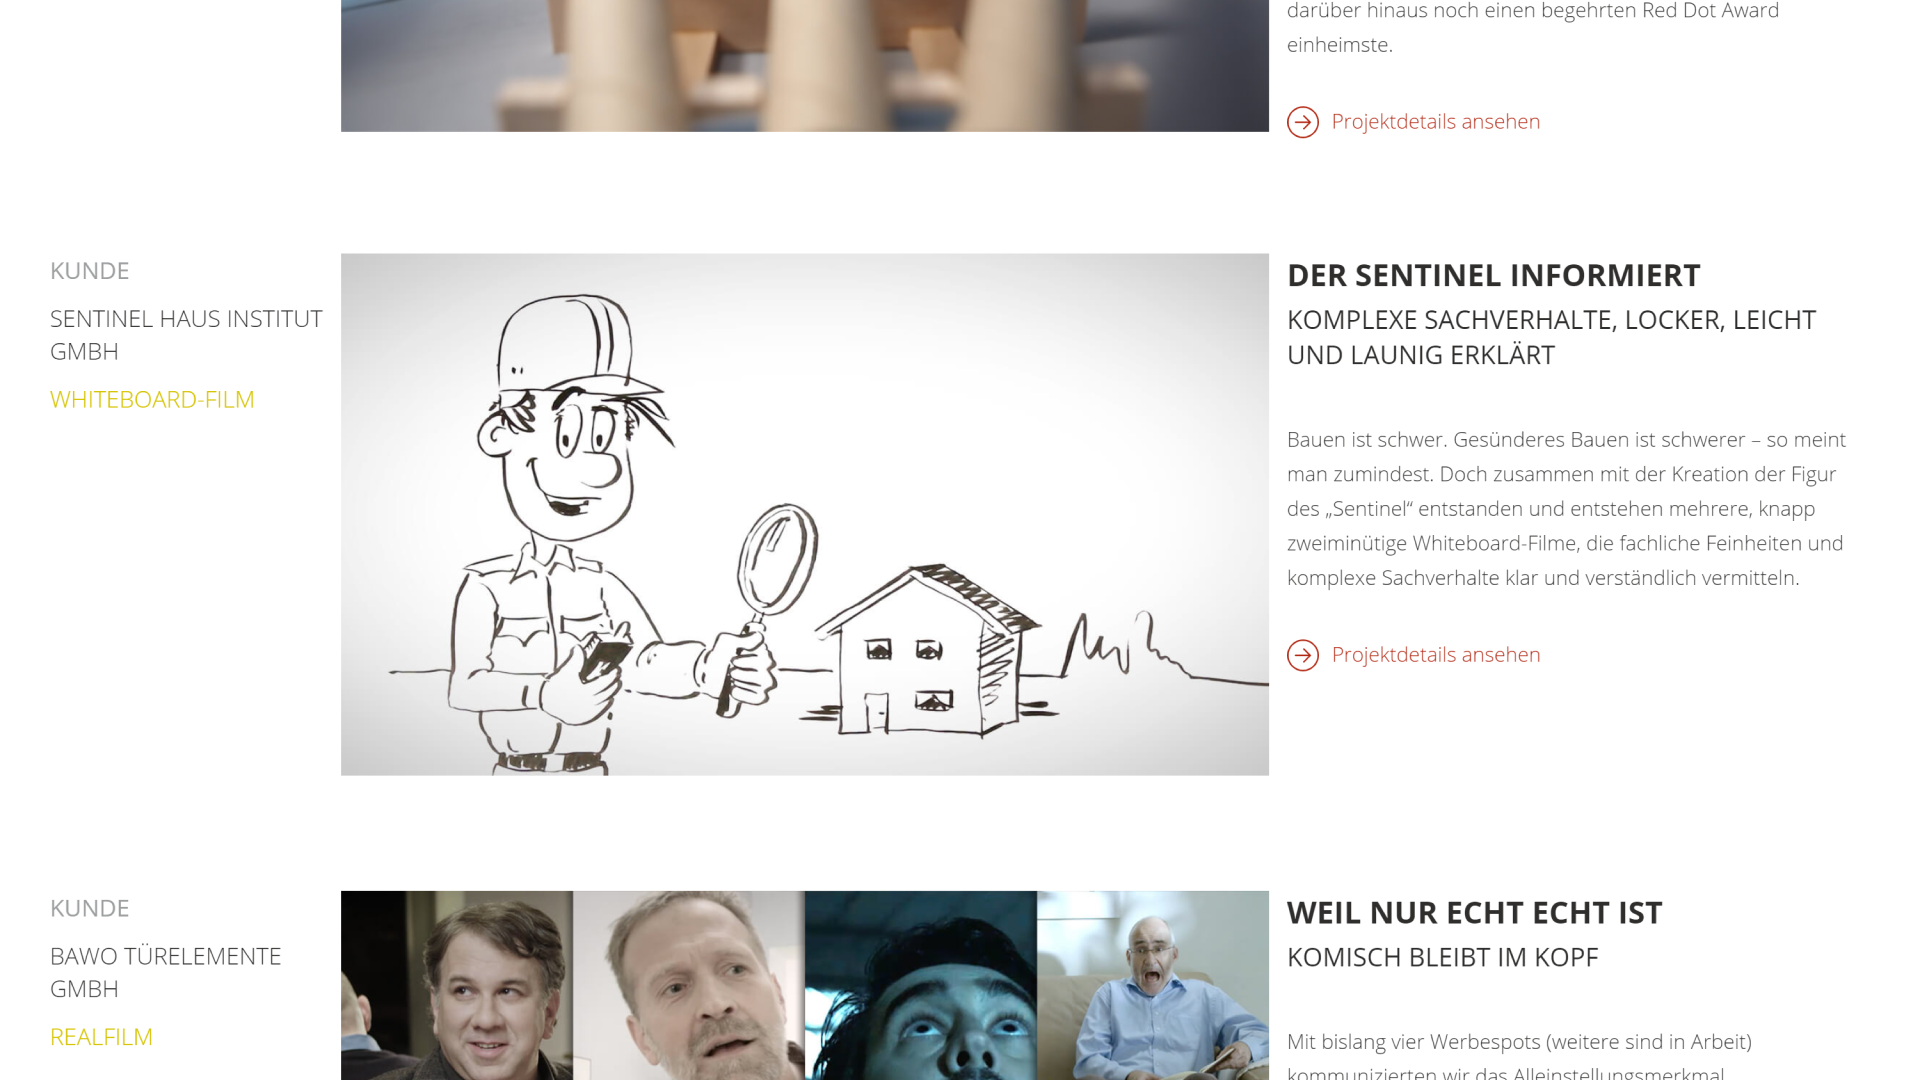 darüber hinaus noch einen begehrten Red Dot Award
einheimste.
Projektdetails ansehen
KUNDE
SENTINEL HAUS INSTITUT
GMBH
WHITEBOARD-FILM
DER SENTINEL INFORMIERT
KOMPLEXE SACHVERHALTE, LOCKER, LEICHT
UND LAUNIG ERKLÄRT
Bauen ist schwer. Gesünderes Bauen ist schwerer – so meint
man zumindest. Doch zusammen mit der Kreation der Figur
des „Sentinel“ entstanden und entstehen mehrere, knapp
zweiminütige Whiteboard-Filme, die fachliche Feinheiten und
komplexe Sachverhalte klar und verständlich vermitteln.
Projektdetails ansehen
KUNDE
BAWO TÜRELEMENTE
GMBH
REALFILM
WEIL NUR ECHT ECHT IST
KOMISCH BLEIBT IM KOPF
Mit bislang vier Werbespots (weitere sind in Arbeit)
kommunizierten wir das Alleinstellungsmerkmal